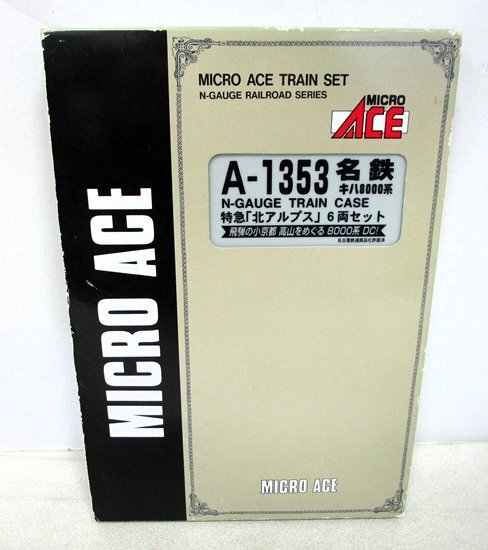 MICRO ACE
MICRO ACE TRAIN SET
N-GAUGE RAILROAD SERIES
MICRO
ACE
A-1353 名鉄
キハ8000系
N-GAUGE TRAIN CASE
特急「北アルプス」6両セット
飛騨の小京都 高山をめぐる 8000系 DC!
名古屋鉄道商品化許諾済
MICRO ACE